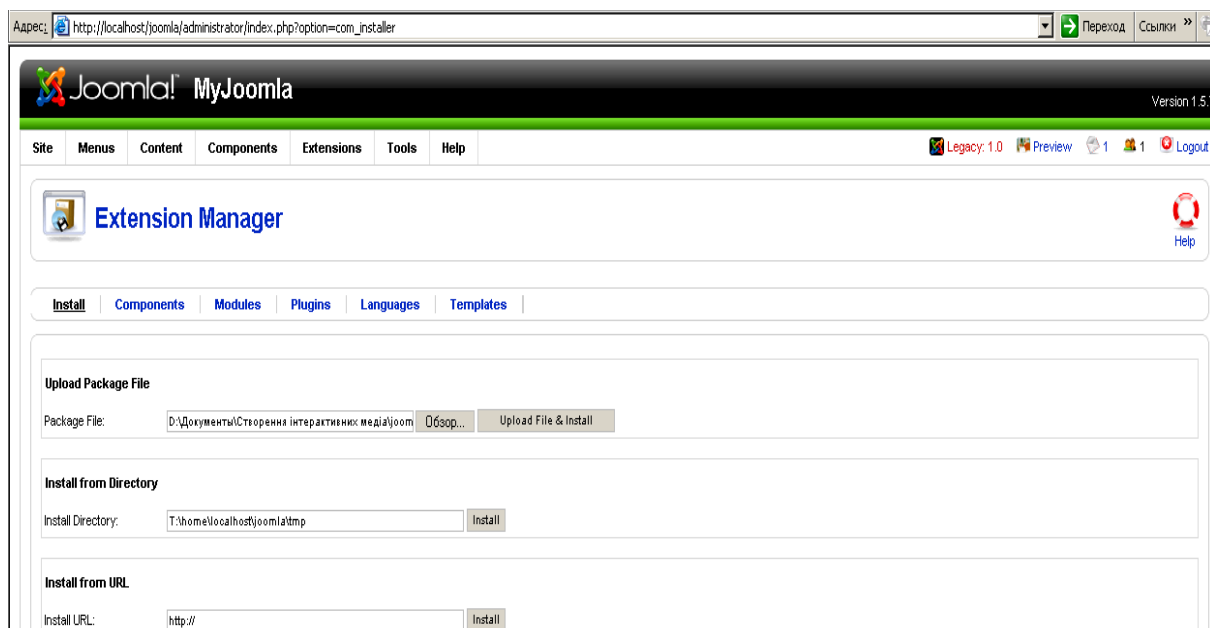 Адрес: http://localhost/joomla/administrator/index.php?option=com_installer Переход Ссылки »
Joomla! MyJoomla
Version 1.5.
Site Menus Content Components Extensions Tools Help Legacy: 1.0 Preview 1 1 Logout
Extension Manager
Help
Install Components Modules Plugins Languages Templates
Upload Package File
Package File: D:\Документы\Створення інтерактивних медіа\joom Обзор... Upload File & Install
Install from Directory
Install Directory: T:\home\localhost\joomla\tmp Install
Install from URL
Install URL: http:// Install